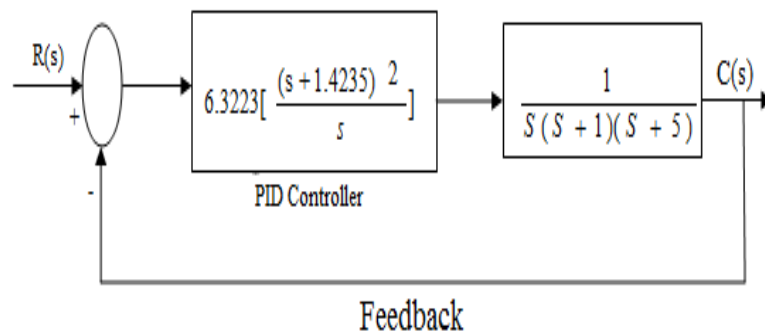 R(s)
+
-
6.3223[ (s+1.4235) 2 / s ]
PID Controller
1 / S(S+1)(S+5)
C(s)
Feedback